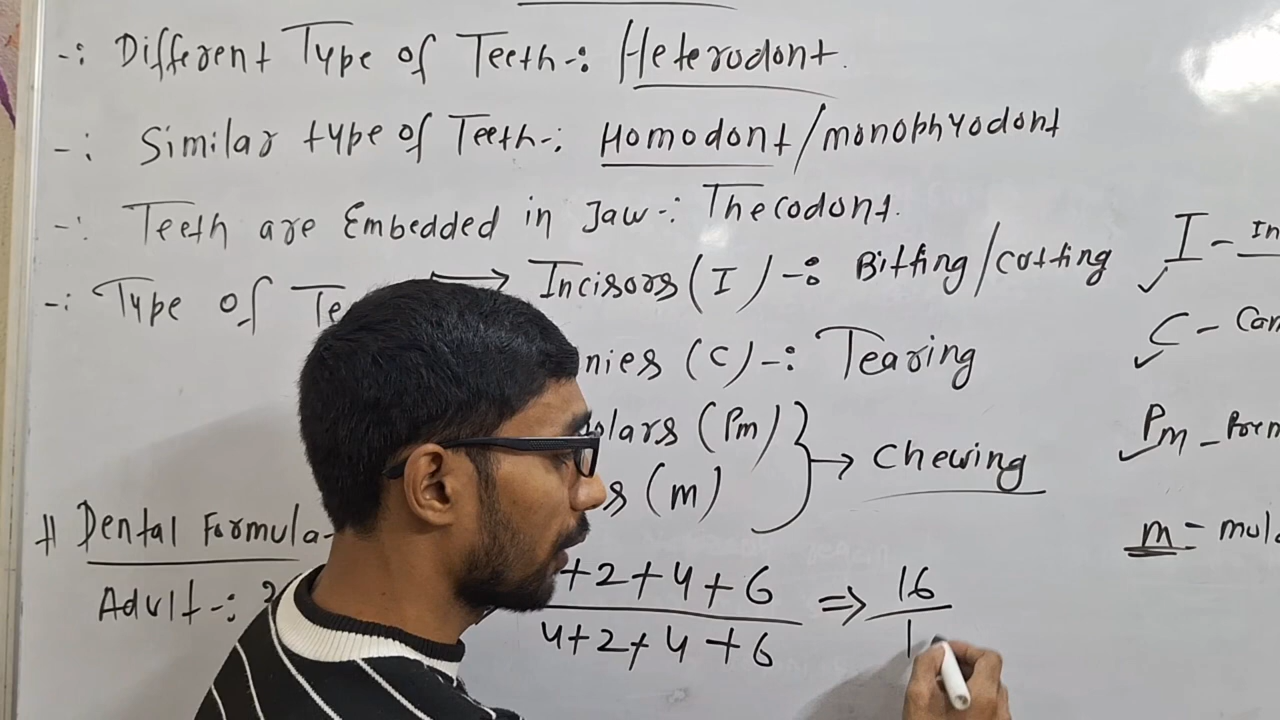 -: Different Type of Teeth-: Heterodont.
-: Similar type of Teeth-: Homodont/monophyodont
-: Teeth are Embedded in Jaw-: Thecodont.
-: Type of Te → Incisors (I) -: Bitting/cutting
nies (C) -: Tearing
olars (Pm)
s (m) } → chewing
# Dental Formula-
Adult-: +2+4+6 / 4+2+4+6 ⇒ 16 / 1
I - In
C - Can
Pm - Prem
m - mola